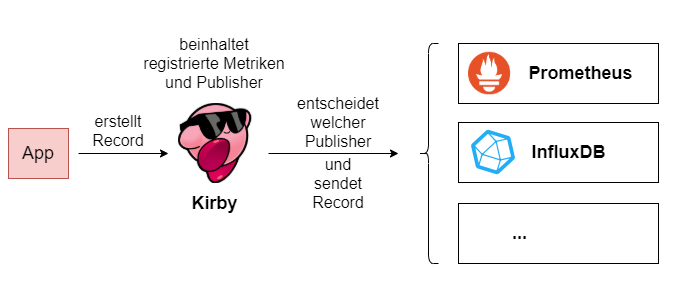 App
erstellt
Record
beinhaltet
registrierte Metriken
und Publisher
Kirby
entscheidet
welcher
Publisher
und
sendet
Record
Prometheus
InfluxDB
...